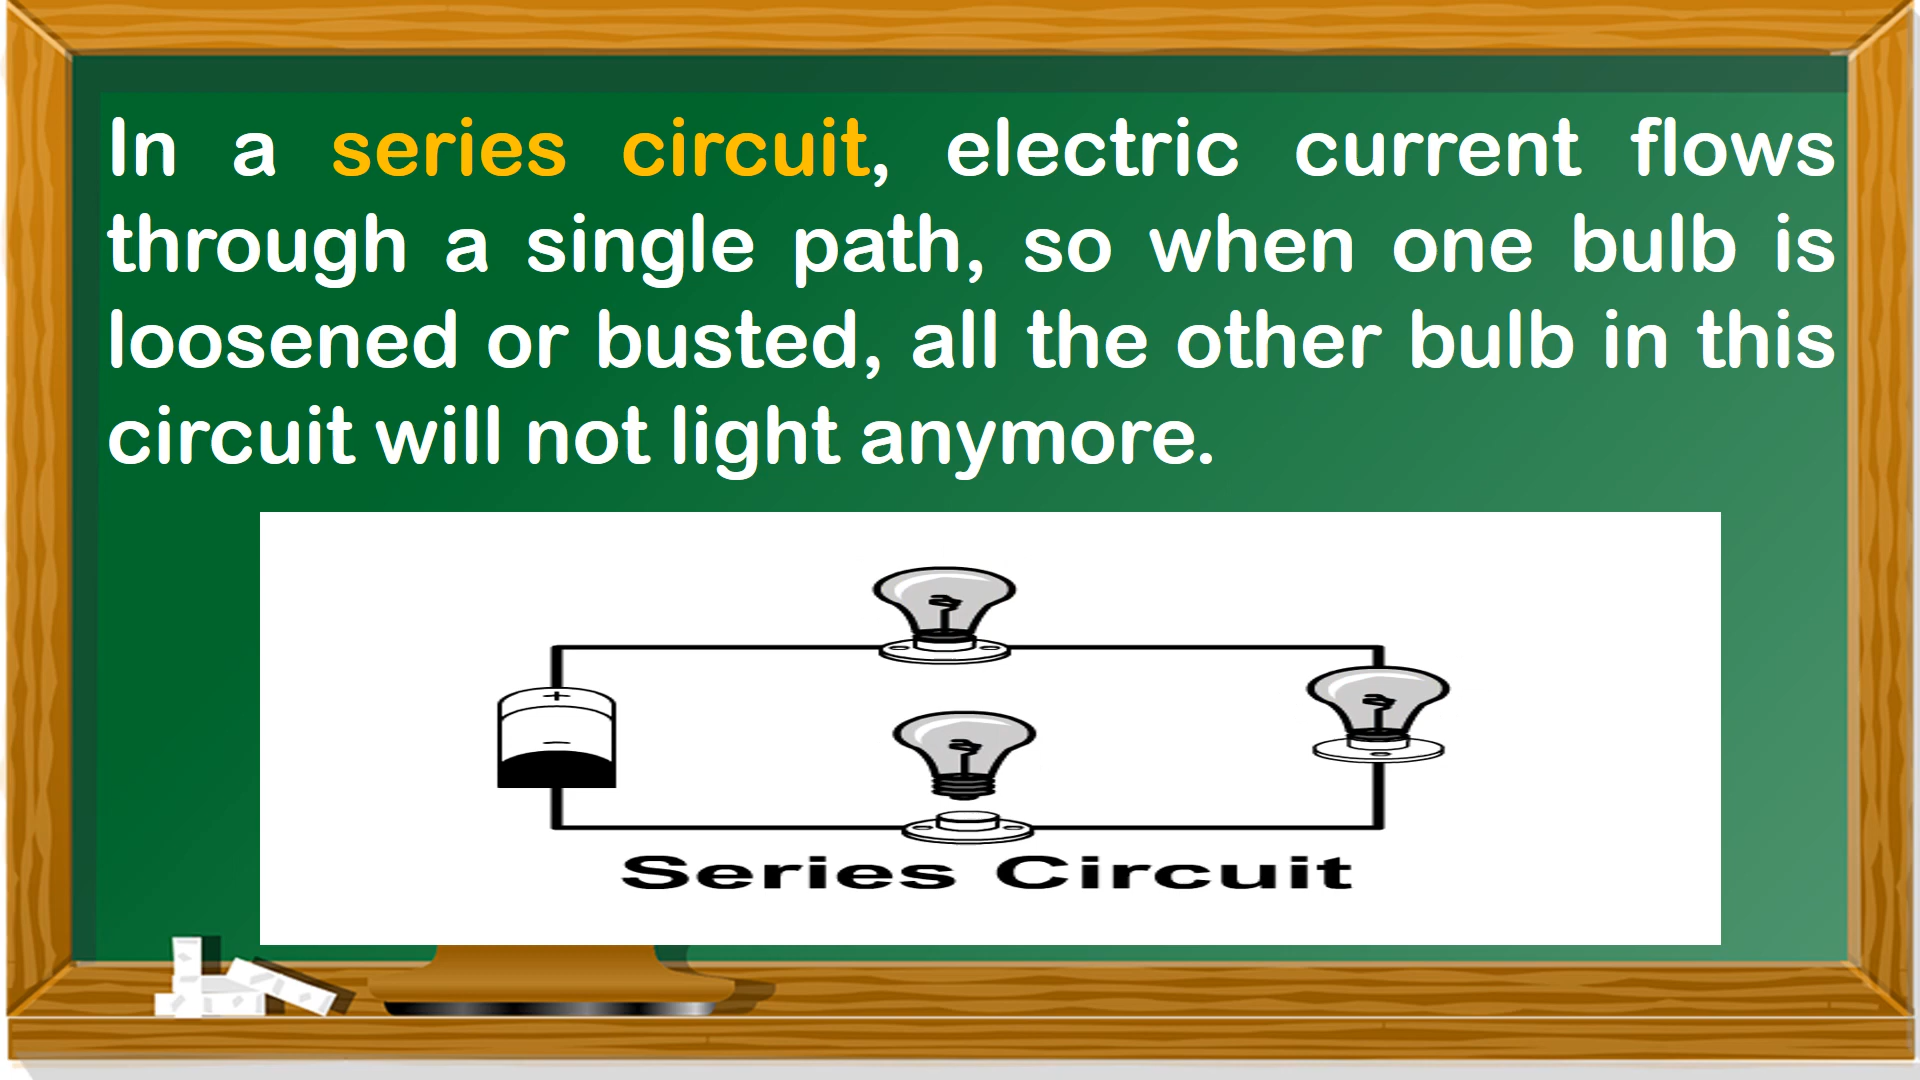 In a series circuit, electric current flows
through a single path, so when one bulb is
loosened or busted, all the other bulb in this
circuit will not light anymore.
+
−
Series Circuit